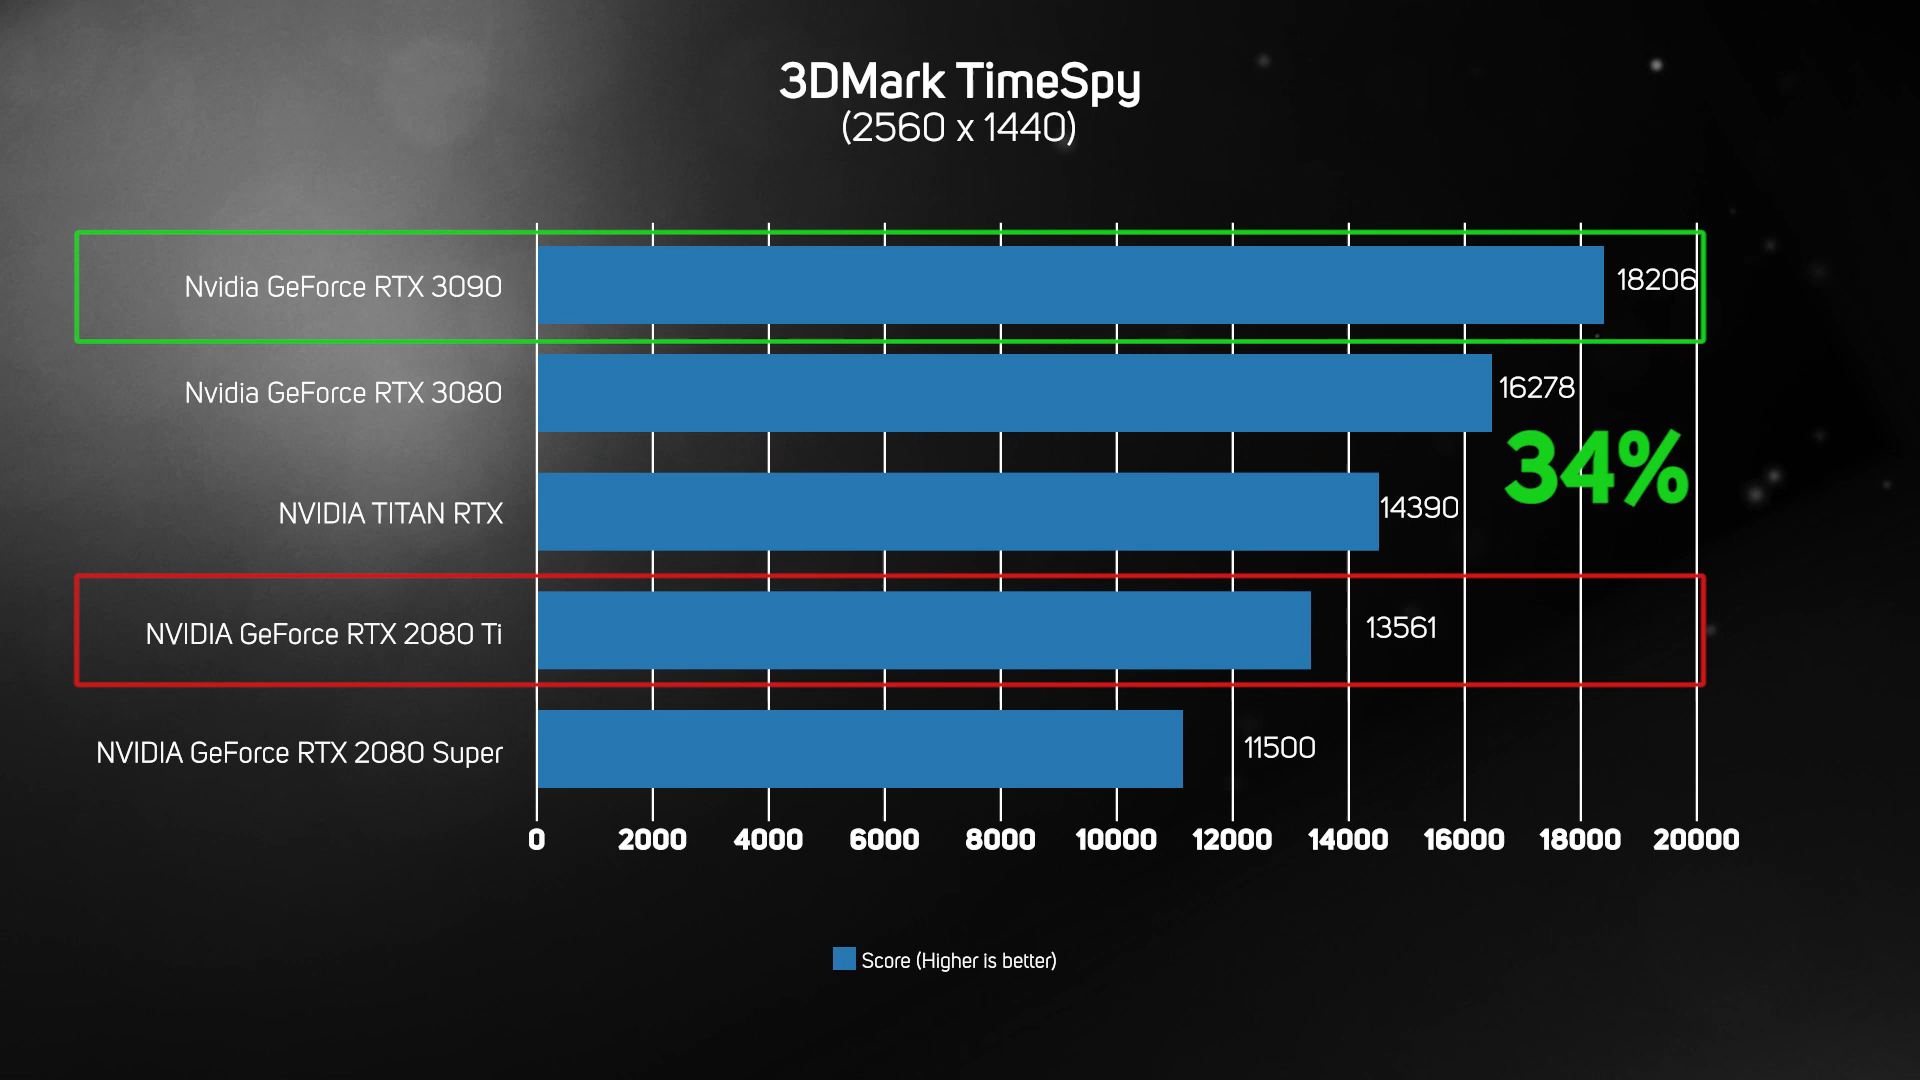 3DMark TimeSpy
(2560 x 1440)
Nvidia GeForce RTX 3090
18206
Nvidia GeForce RTX 3080
16278
34%
NVIDIA TITAN RTX
14390
NVIDIA GeForce RTX 2080 Ti
13561
NVIDIA GeForce RTX 2080 Super
11500
0 2000 4000 6000 8000 10000 12000 14000 16000 18000 20000
Score (Higher is better)